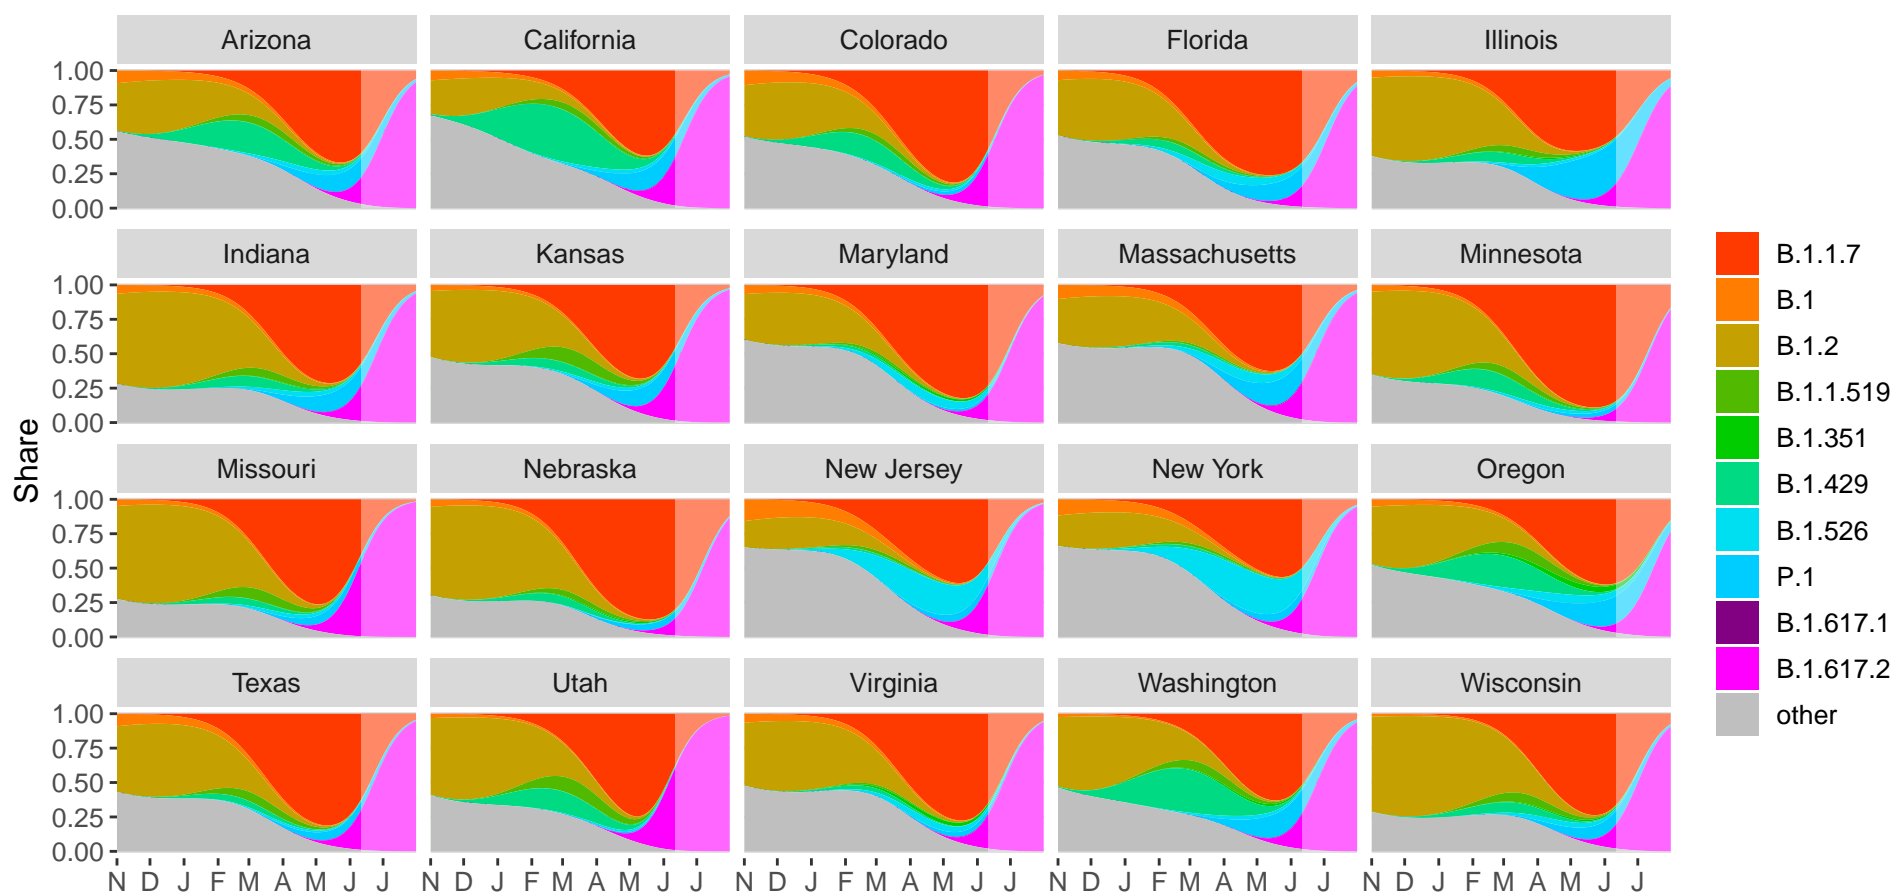 Arizona California Colorado Florida Illinois
1.00
0.75
0.50
0.25
0.00
Indiana Kansas Maryland Massachusetts Minnesota
1.00
0.75
0.50
0.25
0.00
Missouri Nebraska New Jersey New York Oregon
1.00
0.75
0.50
0.25
0.00
Texas Utah Virginia Washington Wisconsin
1.00
0.75
0.50
0.25
0.00
N D J F M A M J J N D J F M A M J J N D J F M A M J J N D J F M A M J J N D J F M A M J J
Share
B.1.1.7
B.1
B.1.2
B.1.1.519
B.1.351
B.1.429
B.1.526
P.1
B.1.617.1
B.1.617.2
other